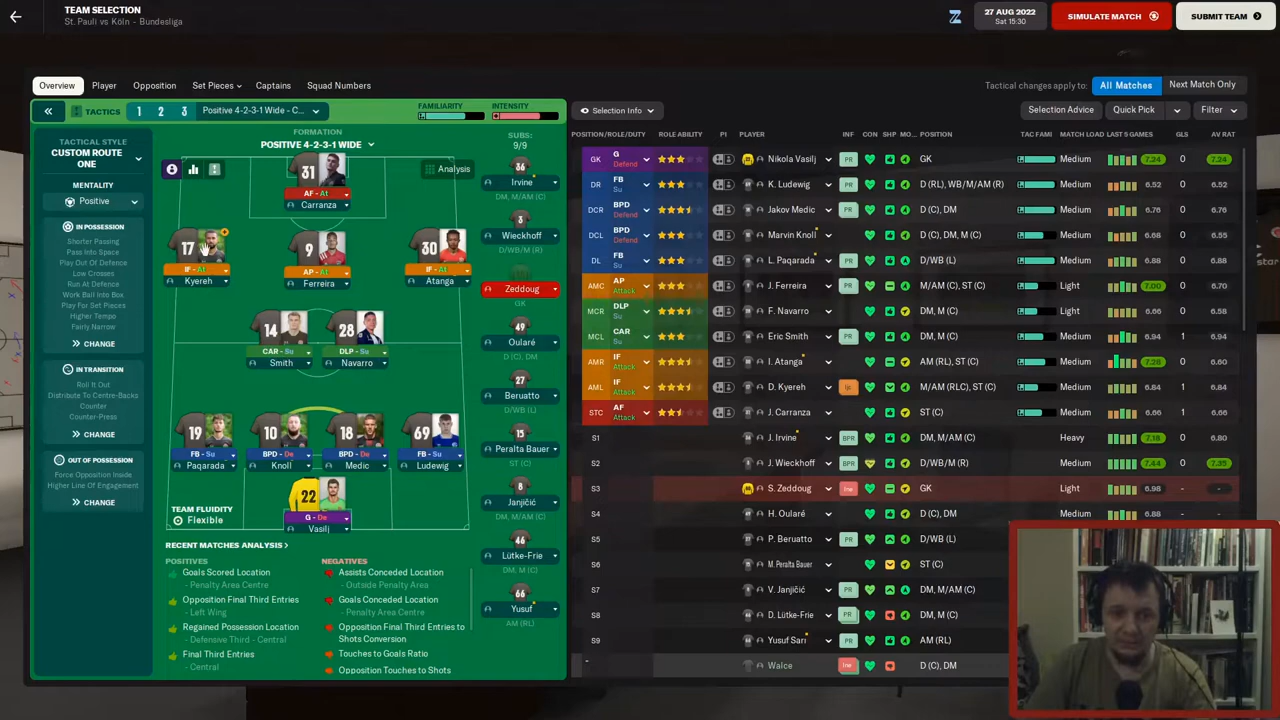 TEAM SELECTION
St. Pauli vs Köln - Bundesliga
27 AUG 2022
Sat 15:30
SIMULATE MATCH
SUBMIT TEAM
Overview
Player
Opposition
Set Pieces
Captains
Squad Numbers
Tactical changes apply to:
All Matches
Next Match Only
TACTICS
1 2 3
Positive 4-2-3-1 Wide - C...
FAMILIARITY
INTENSITY
Selection Info
Selection Advice
Quick Pick
Filter
TACTICAL STYLE
CUSTOM ROUTE ONE
MENTALITY
Positive
IN POSSESSION
Shorter Passing
Pass Into Space
Play Out Of Defence
Low Crosses
Run At Defence
Work Ball Into Box
Play For Set Pieces
Higher Tempo
Fairly Narrow
CHANGE
IN TRANSITION
Roll It Out
Distribute To Centre-Backs
Counter
Counter-Press
CHANGE
OUT OF POSSESSION
Force Opposition Inside
Higher Line Of Engagement
CHANGE
FORMATION
POSITIVE 4-2-3-1 WIDE
Analysis
31
AF - At
Carranza
17
IF - At
Kyereh
9
AP - At
Ferreira
30
IF - At
Atanga
14
CAR - Su
Smith
28
DLP - Su
Navarro
19
FB - Su
Paqarada
10
BPD - De
Knoll
18
BPD - De
Medic
69
FB - Su
Ludewig
22
G - De
Vasilj
TEAM FLUIDITY
Flexible
RECENT MATCHES ANALYSIS
POSITIVES
Goals Scored Location
- Penalty Area Centre
Opposition Final Third Entries
- Left Wing
Regained Possession Location
- Defensive Third - Central
Final Third Entries
- Central
NEGATIVES
Assists Conceded Location
- Outside Penalty Area
Goals Conceded Location
- Penalty Area Centre
Opposition Final Third Entries to
Shots Conversion
Touches to Goals Ratio
Opposition Touches to Shots
SUBS:
9/9
36
Irvine
DM, M/AM (C)
3
Wieckhoff
D/WB/M (R)
Zeddoug
GK
49
Oularé
D (C), DM
27
Beruatto
D/WB (L)
15
Peralta Bauer
ST (C)
8
Janjičić
DM, M/AM (C)
46
Lütke-Frie
DM, M (C)
66
Yusuf
AM (RL)
POSITION/ROLE/DUTY ROLE ABILITY PI PLAYER INF CON SHP MO... POSITION TAC FAMI MATCH LOAD LAST 5 GAMES GLS AV RAT
GK G Defend Nikola Vasilj PR GK Medium 7.24 0 7.24
DR FB Su K. Ludewig PR D (RL), WB/M/AM (R) Medium 6.52 0 6.52
DCR BPD Defend Jakov Medic PR D (C), DM Medium 6.76 0 6.76
DCL BPD Defend Marvin Knoll PR D (C), DM, M (C) Medium 6.68 0 6.55
DL FB Su L. Paqarada PR D/WB (L) Medium 6.88 0 6.88
AMC AP Attack J. Ferreira PR M/AM (C), ST (C) Light 7.00 0 6.70
MCR DLP Su F. Navarro DM, M (C) Light 6.66 0 6.58
MCL CAR Su Eric Smith PR DM, M (C) Medium 6.94 1 6.94
AMR IF Attack D. Atanga PR AM (RL), ST (C) Medium 7.26 0 6.60
AML IF Attack D. Kyereh M/AM (RLC), ST (C) Medium 6.84 1 6.84
STC AF Attack J. Carranza PR ST (C) Medium 6.66 1 6.66
S1 J. Irvine BPR DM, M/AM (C) Heavy 7.18 0 6.80
S2 J. Wieckhoff BPR D/WB/M (R) Medium 7.44 0 7.35
S3 S. Zeddoug Ine GK Light 6.98 - -
S4 H. Oularé D (C), DM Medium 6.88 - -
S5 P. Beruatto D/WB (L)
S6 M. Peralta Bauer ST (C)
S7 V. Janjičić PR DM, M/AM (C)
S8 D. Lütke-Frie PR DM, M (C)
S9 Yusuf Sarı PR AM (RL)
- Walce Ine D (C), DM